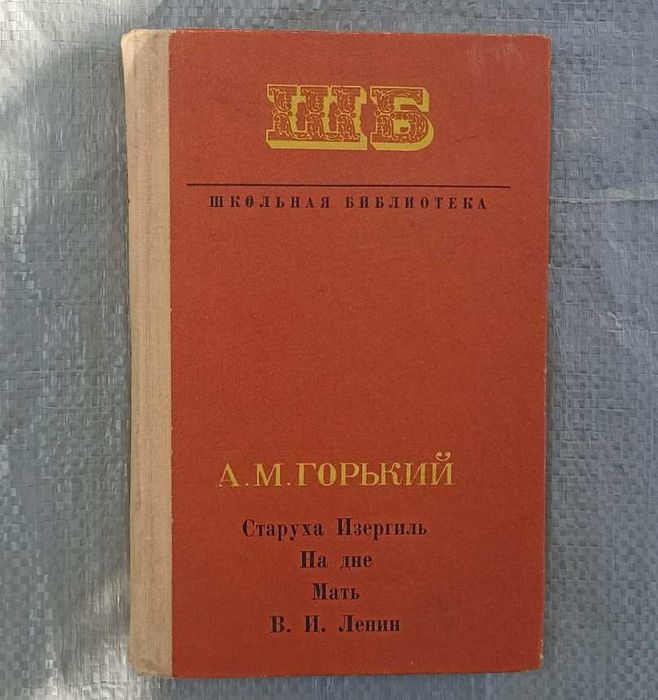 ШБ
ШКОЛЬНАЯ БИБЛИОТЕКА
А.М.ГОРЬКИЙ
Старуха Изергиль
На дне
Мать
В. И. Ленин